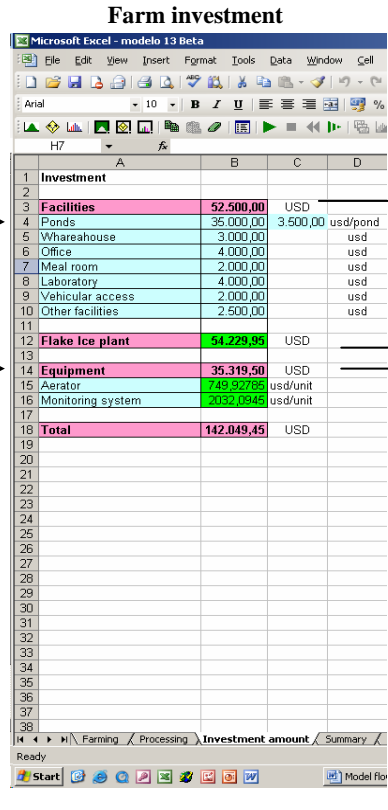 Farm investment
Microsoft Excel - modelo 13 Beta
File Edit View Insert Format Tools Data Window Cell
Arial 10 B I U %
H7 fx
A B C D
1 Investment
2
3 Facilities 52.500,00 USD
4 Ponds 35.000,00 3.500,00 usd/pond
5 Whareahouse 3.000,00 usd
6 Office 4.000,00 usd
7 Meal room 2.000,00 usd
8 Laboratory 4.000,00 usd
9 Vehicular access 2.000,00 usd
10 Other facilities 2.500,00 usd
11
12 Flake Ice plant 54.229,95 USD
13
14 Equipment 35.319,50 USD
15 Aerator 749,92785 usd/unit
16 Monitoring system 2032,0945 usd/unit
17
18 Total 142.049,45 USD
19
20
21
22
23
24
25
26
27
28
29
30
31
32
33
34
35
36
37
38
Farming Processing Investment amount Summary
Ready
Start Model flo